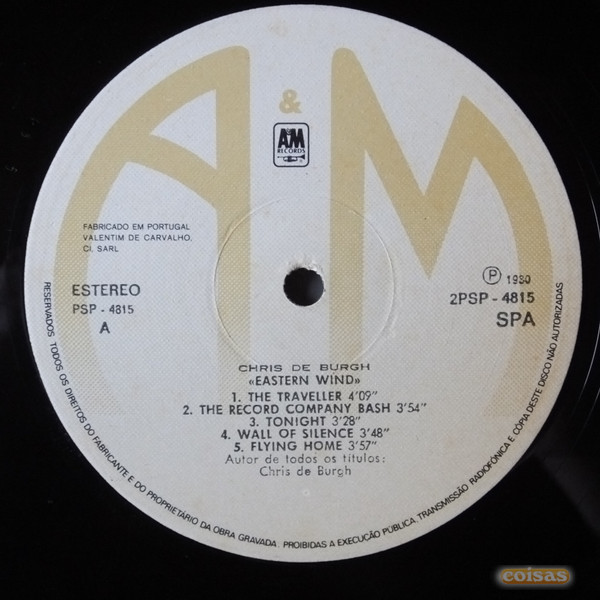 A & M
A&M
RECORDS
FABRICADO EM PORTUGAL
VALENTIM DE CARVALHO,
CI. SARL
ESTEREO
PSP - 4815
A
Ⓟ 1980
2PSP - 4815
SPA
CHRIS DE BURGH
«EASTERN WIND»
1. THE TRAVELLER 4'09"
2. THE RECORD COMPANY BASH 3'54"
3. TONIGHT 3'28"
4. WALL OF SILENCE 3'48"
5. FLYING HOME 3'57"
Autor de todos os títulos:
Chris de Burgh
RESERVADOS TODOS OS DIREITOS DO FABRICANTE E DO PROPRIETÁRIO DA OBRA GRAVADA. PROIBIDAS A EXECUÇÃO PÚBLICA, TRANSMISSÃO RADIOFÓNICA E CÓPIA DESTE DISCO NÃO AUTORIZADAS
coisas